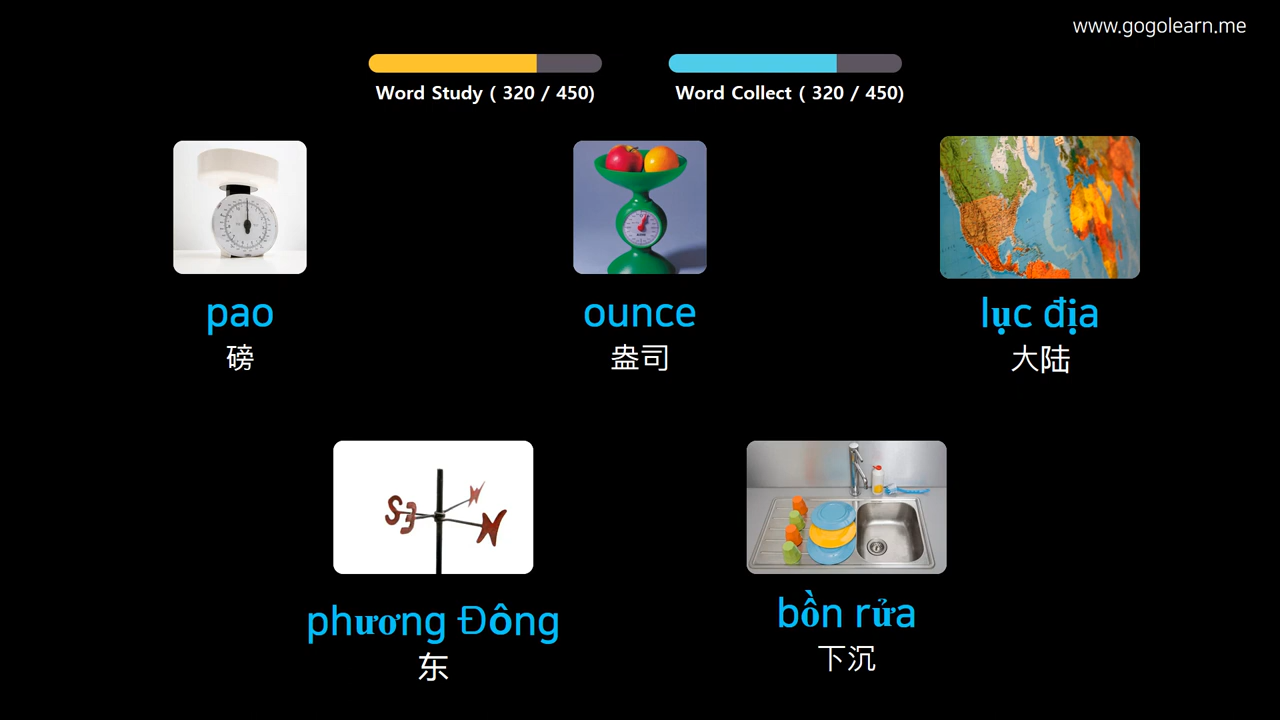 www.gogolearn.me
Word Study ( 320 / 450)
Word Collect ( 320 / 450)
pao
磅
ounce
盎司
lục địa
大陆
phương Đông
东
bồn rửa
下沉